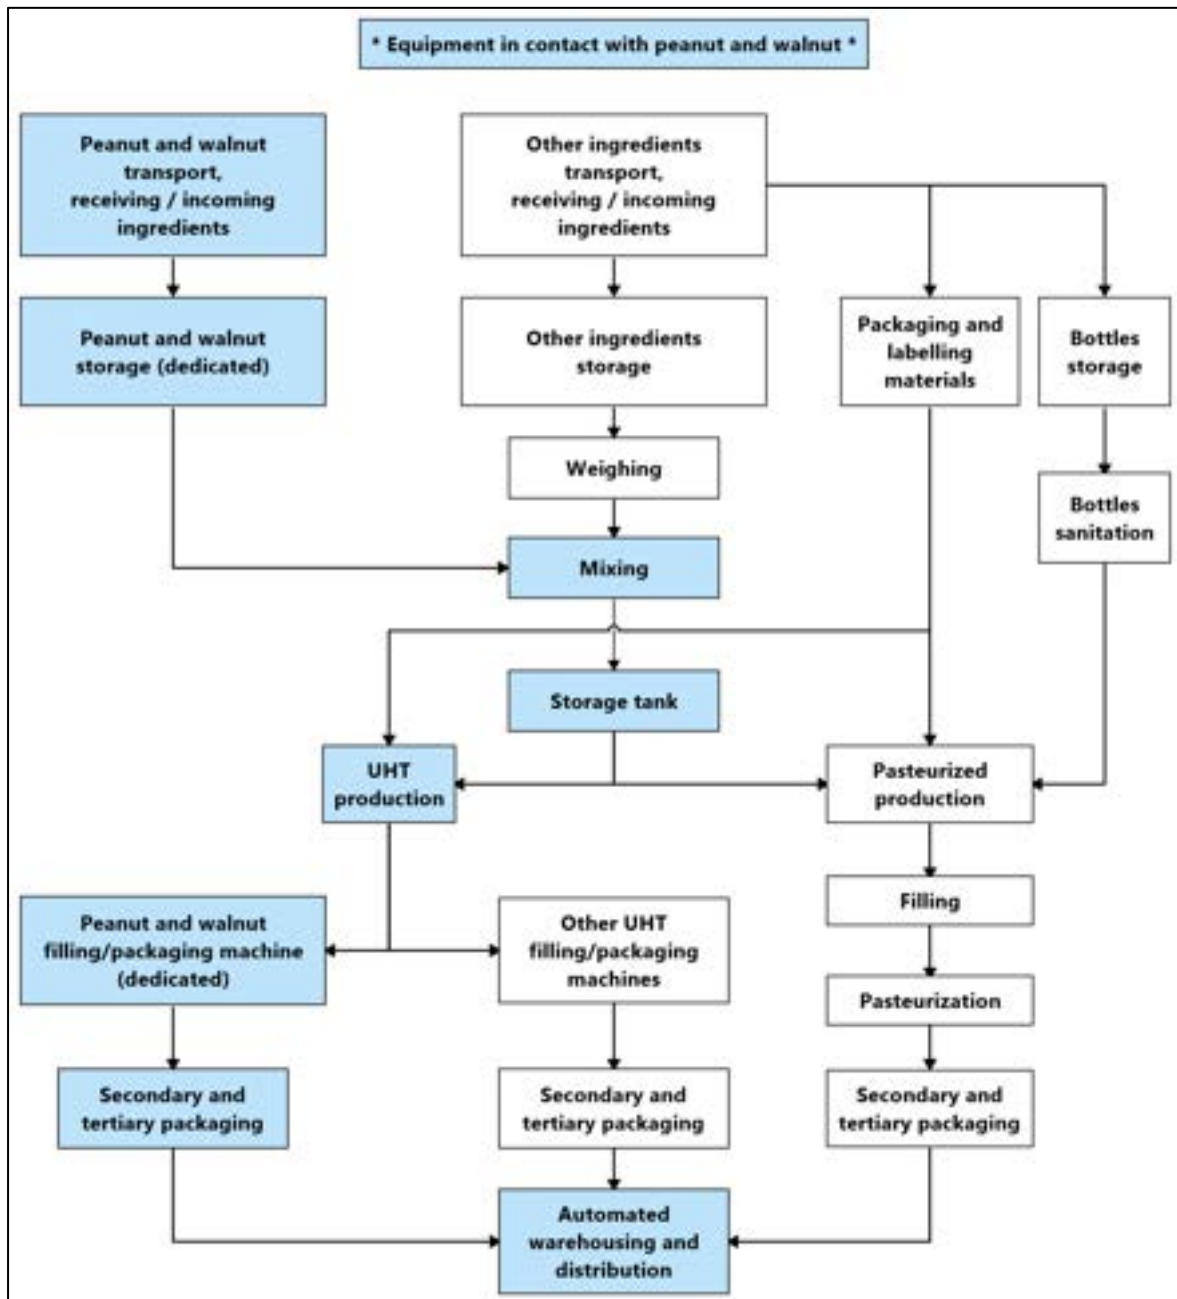 * Equipment in contact with peanut and walnut *
Peanut and walnut
transport,
receiving / incoming
ingredients
Other ingredients
transport,
receiving / incoming
ingredients
Peanut and walnut
storage (dedicated)
Other ingredients
storage
Packaging and
labelling
materials
Bottles
storage
Weighing
Bottles
sanitation
Mixing
Storage tank
UHT
production
Pasteurized
production
Peanut and walnut
filling/packaging machine
(dedicated)
Other UHT
filling/packaging
machines
Filling
Pasteurization
Secondary and
tertiary packaging
Secondary and
tertiary packaging
Secondary and
tertiary packaging
Automated
warehousing and
distribution